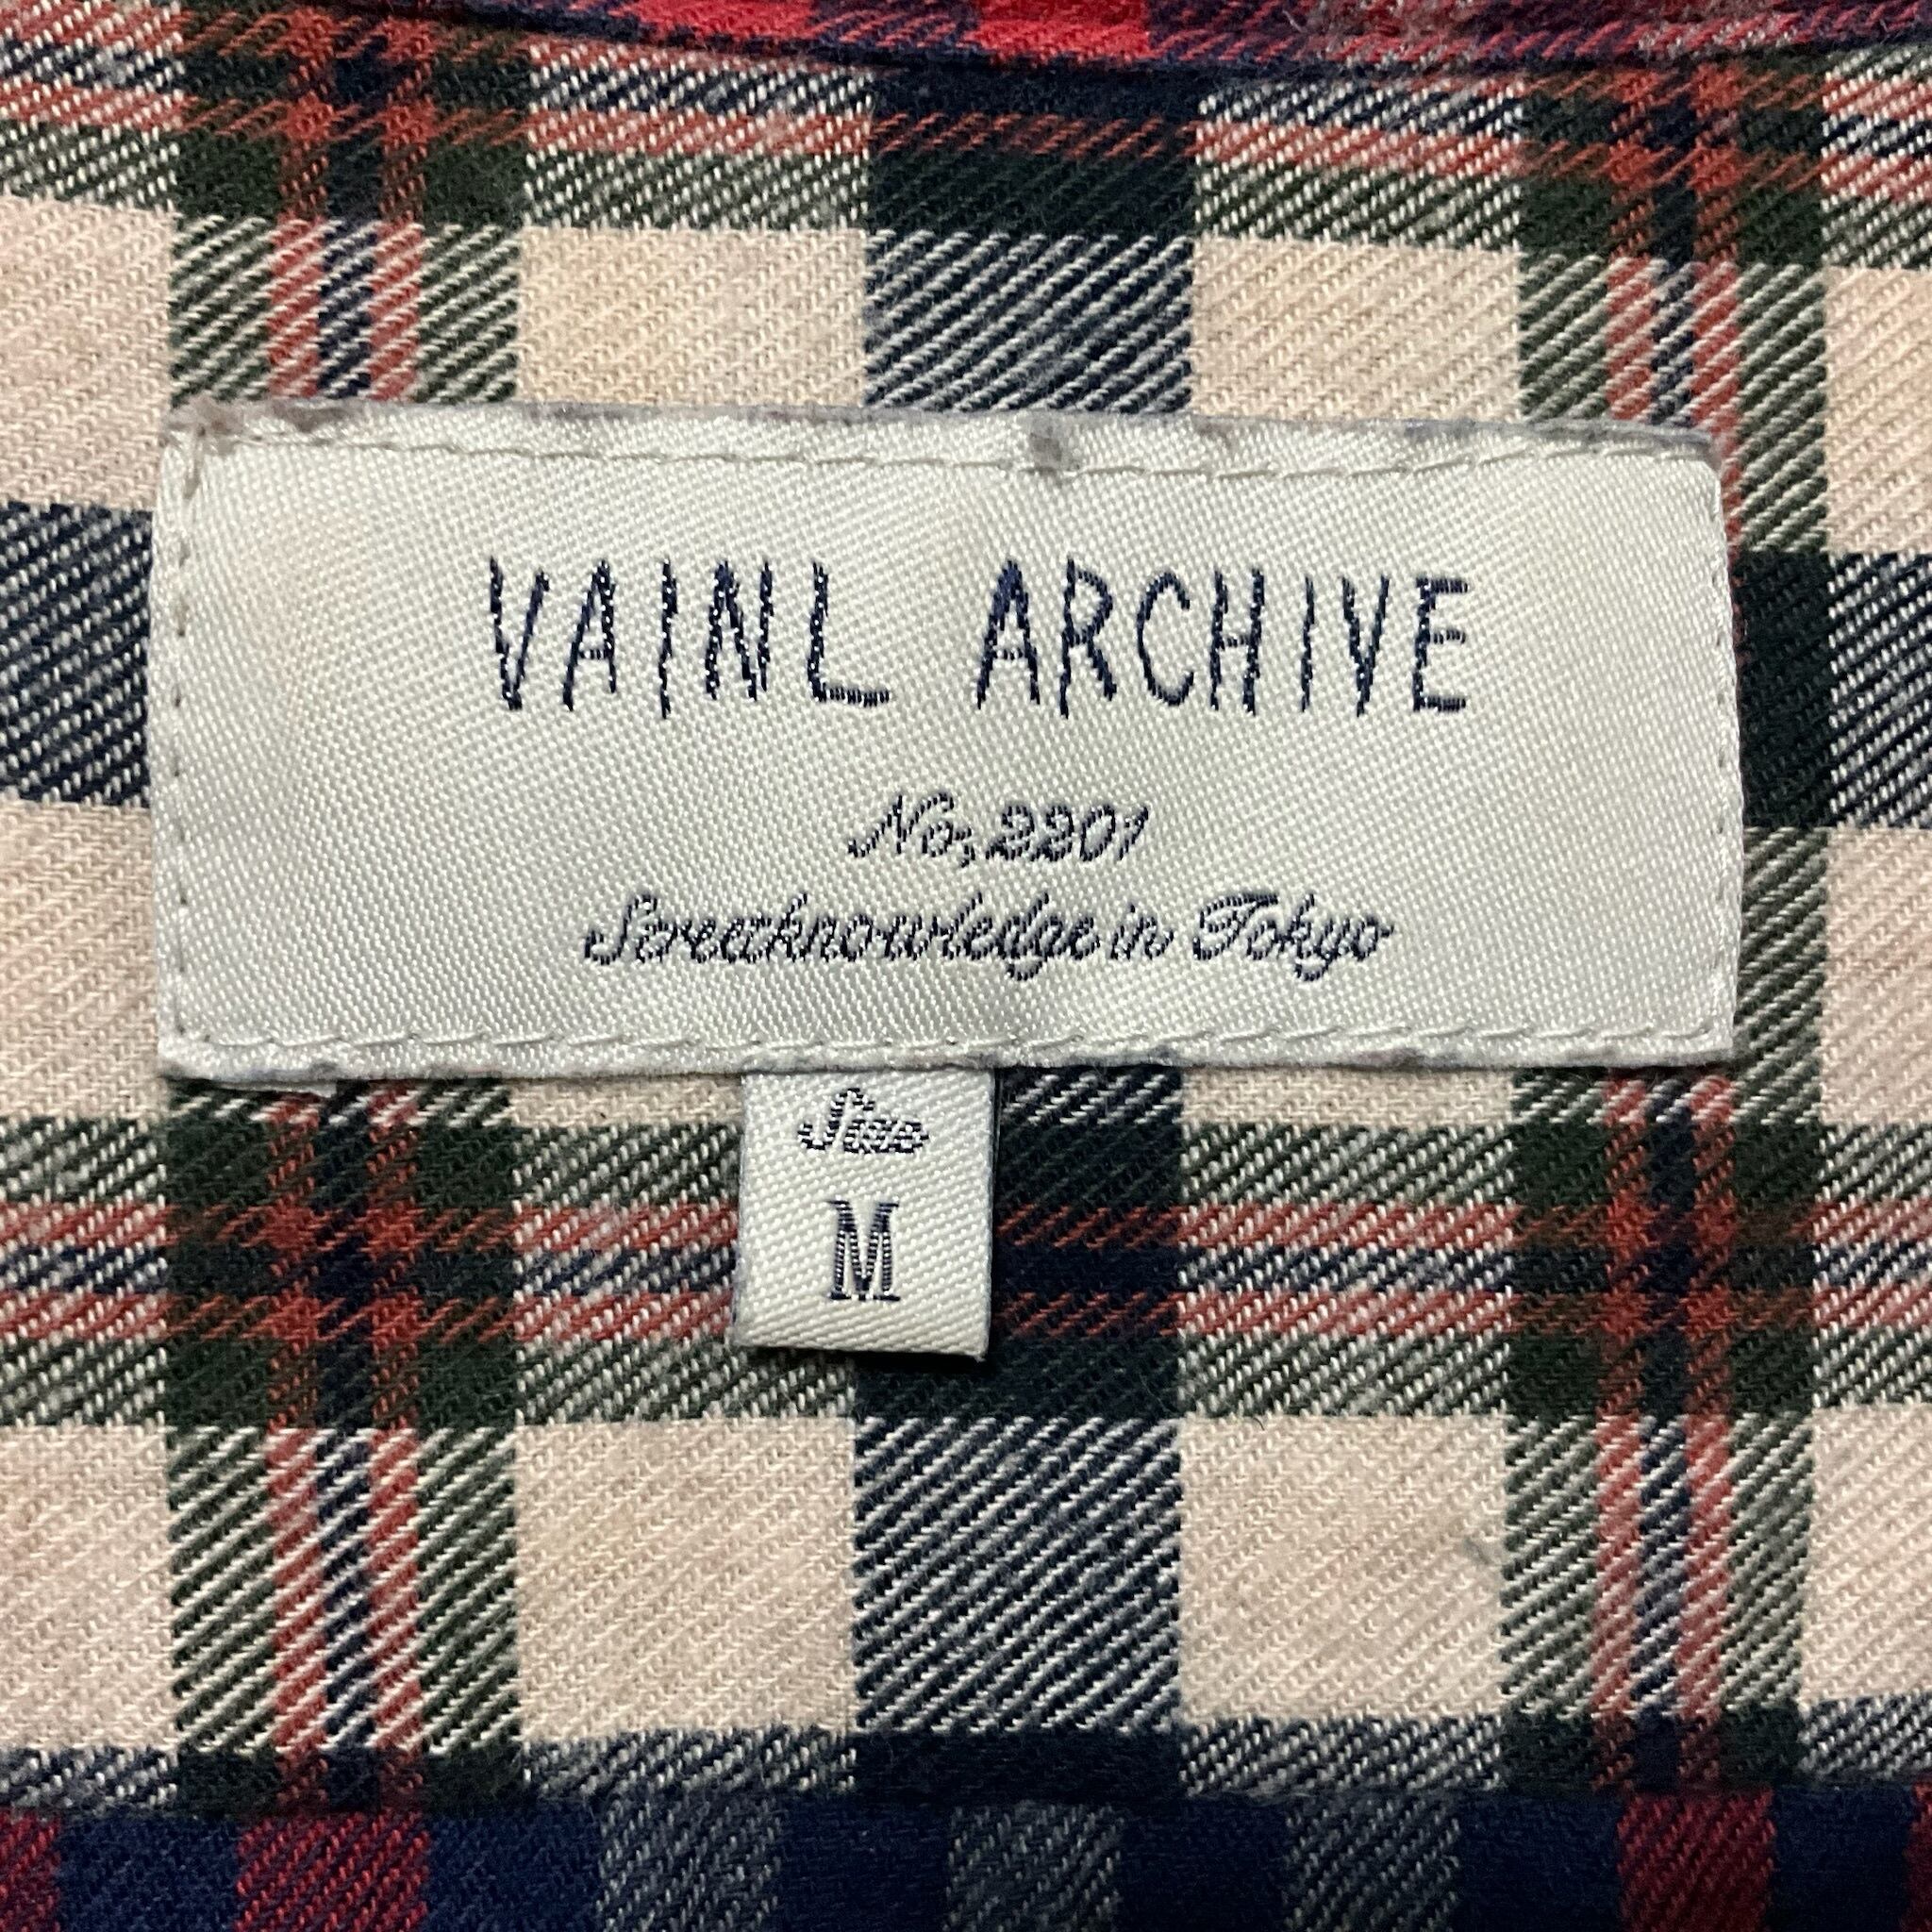 VAINL ARCHIVE
No,2201
Streetknowledge in Tokyo
Size
M